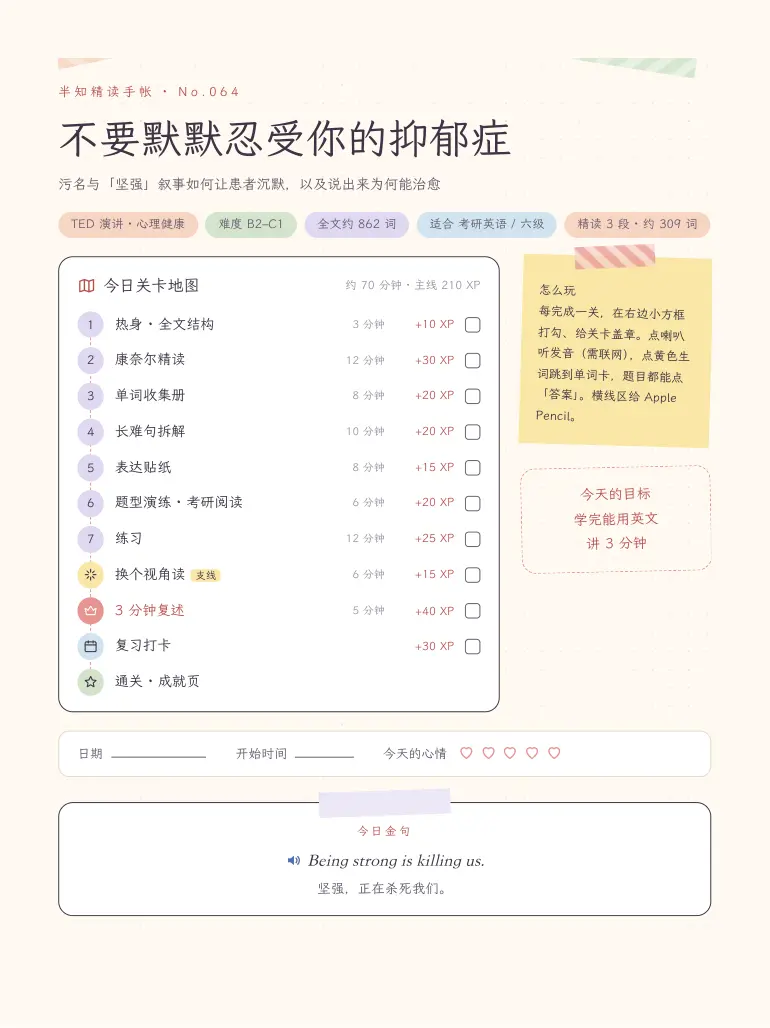 半知精读手帐 · No.064
不要默默忍受你的抑郁症
污名与「坚强」叙事如何让患者沉默，以及说出来为何能治愈
TED 演讲·心理健康
难度 B2–C1
全文约 862 词
适合 考研英语 / 六级
精读 3 段·约 309 词
今日关卡地图
约 70 分钟·主线 210 XP
1 热身·全文结构 3 分钟 +10 XP
2 康奈尔精读 12 分钟 +30 XP
3 单词收集册 8 分钟 +20 XP
4 长难句拆解 10 分钟 +20 XP
5 表达贴纸 8 分钟 +15 XP
6 题型演练·考研阅读 6 分钟 +20 XP
7 练习 12 分钟 +25 XP
换个视角读 支线 6 分钟 +15 XP
3 分钟复述 5 分钟 +40 XP
复习打卡 +30 XP
通关·成就页
怎么玩
每完成一关，在右边小方框
打勾、给关卡盖章。点喇叭
听发音（需联网），点黄色生
词跳到单词卡，题目都能点
「答案」。横线区给 Apple
Pencil。
今天的目标
学完能用英文
讲 3 分钟
日期
开始时间
今天的心情
今日金句
Being strong is killing us.
坚强，正在杀死我们。